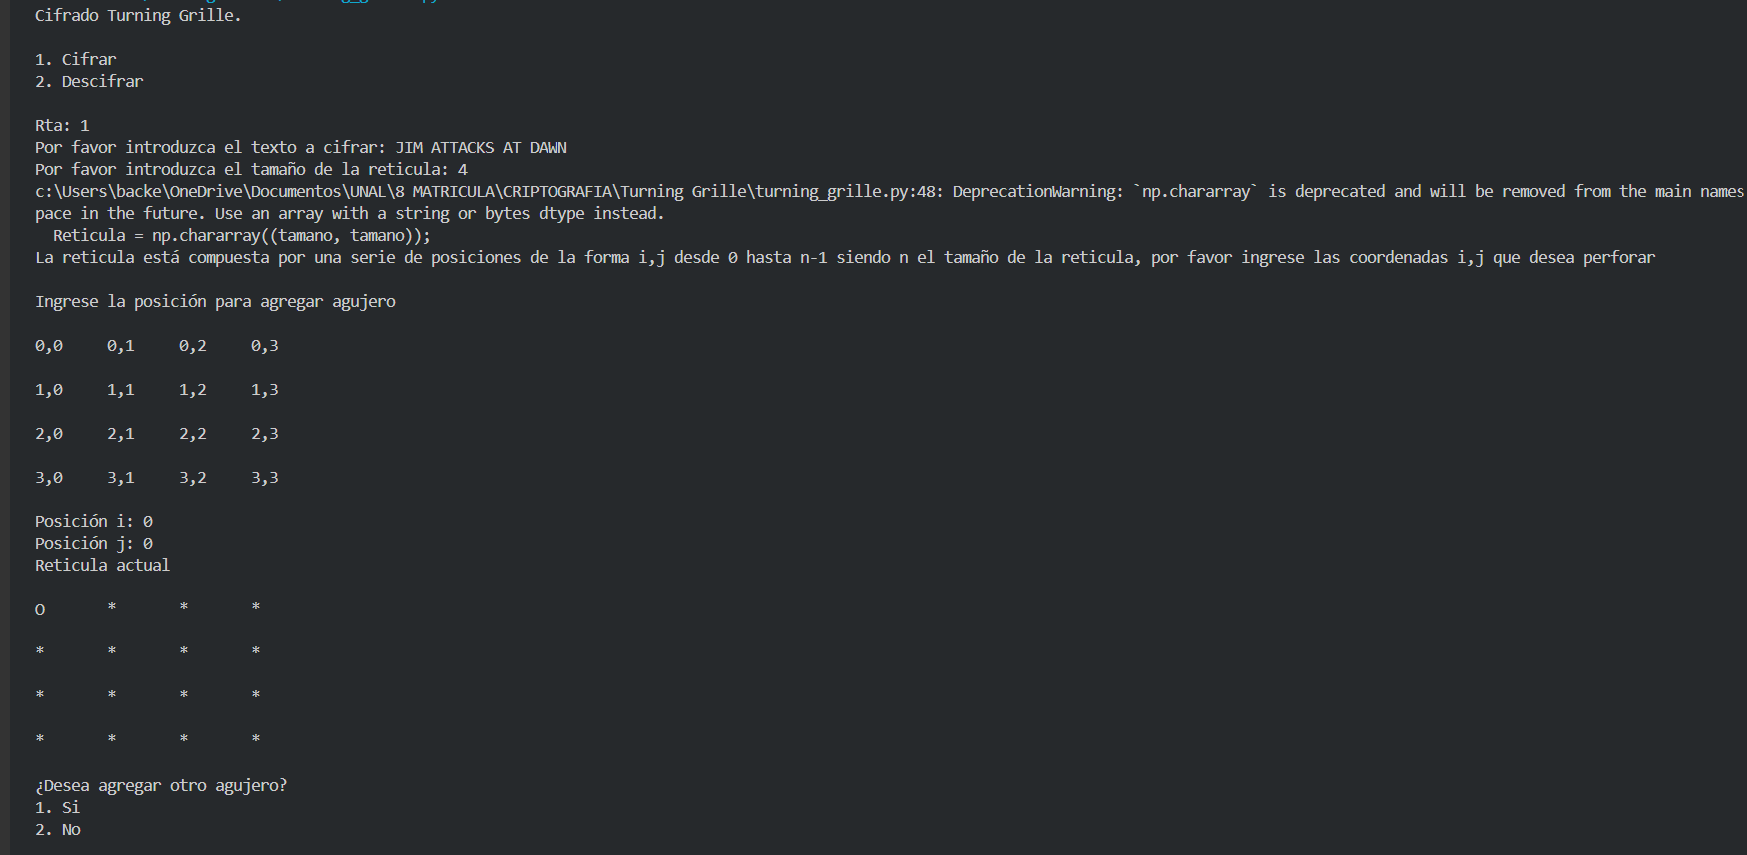 Cifrado Turning Grille.
1. Cifrar
2. Descifrar
Rta: 1
Por favor introduzca el texto a cifrar: JIM ATTACKS AT DAWN
Por favor introduzca el tamaño de la reticula: 4
c:\Users\backe\OneDrive\Documentos\UNAL\8 MATRICULA\CRIPTOGRAFIA\Turning Grille\turning_grille.py:48: DeprecationWarning: `np.chararray` is deprecated and will be removed from the main names
pace in the future. Use an array with a string or bytes dtype instead.
  Reticula = np.chararray((tamano, tamano));
La reticula está compuesta por una serie de posiciones de la forma i,j desde 0 hasta n-1 siendo n el tamaño de la reticula, por favor ingrese las coordenadas i,j que desea perforar
Ingrese la posición para agregar agujero
0,0     0,1     0,2     0,3
1,0     1,1     1,2     1,3
2,0     2,1     2,2     2,3
3,0     3,1     3,2     3,3
Posición i: 0
Posición j: 0
Reticula actual
O       *       *       *
*       *       *       *
*       *       *       *
*       *       *       *
¿Desea agregar otro agujero?
1. Si
2. No